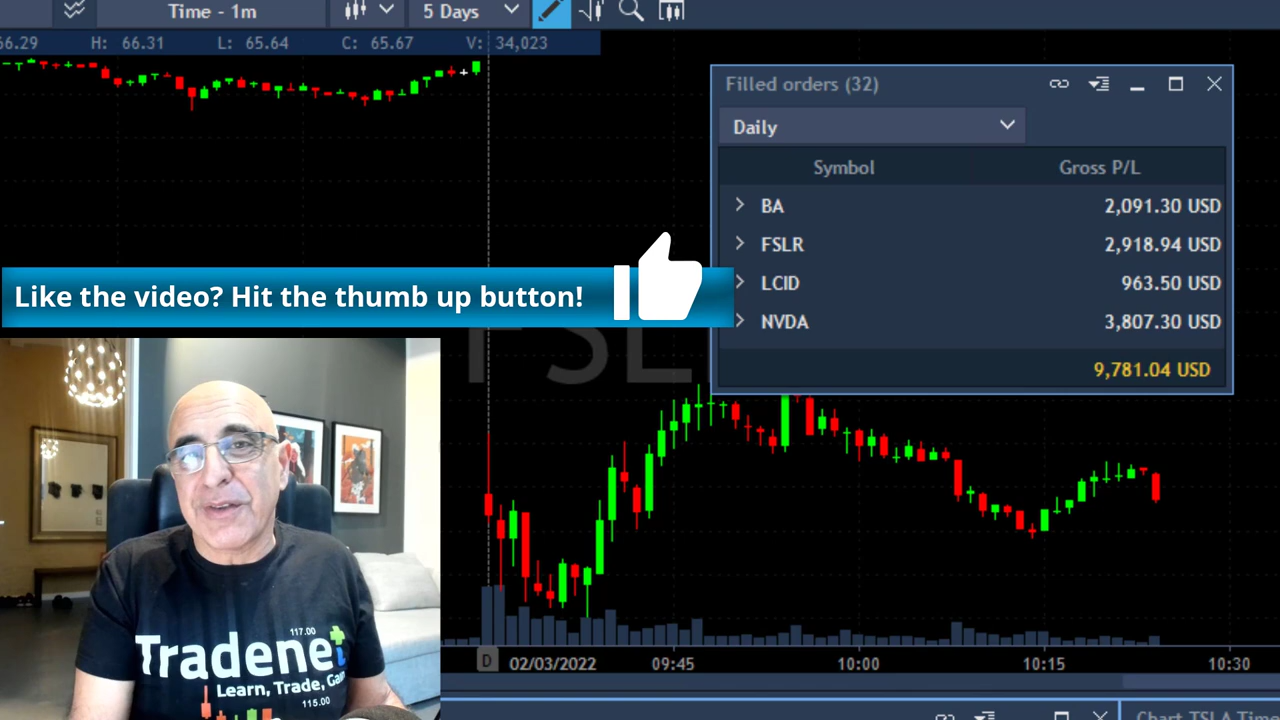 Time - 1m
5 Days
66.29 H: 66.31 L: 65.64 C: 65.67 V: 34,023
Filled orders (32)
Daily
Symbol Gross P/L
BA 2,091.30 USD
FSLR 2,918.94 USD
LCID 963.50 USD
NVDA 3,807.30 USD
9,781.04 USD
Like the video? Hit the thumb up button!
FSL
117.00
Tradenet
Learn, Trade, Ga
115.00
D 02/03/2022 09:45 10:00 10:15 10:30
Chart TSLA Time